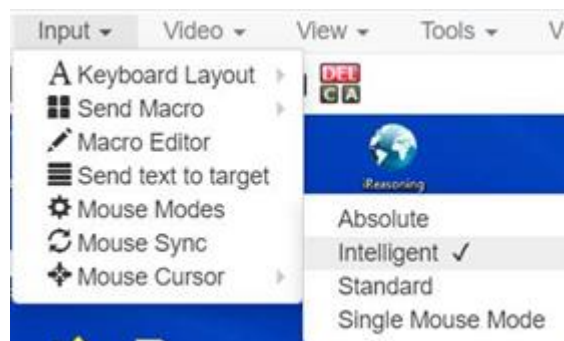 Input Video View Tools V
A Keyboard Layout
Send Macro
DEL
C A
Macro Editor
Send text to target
Mouse Modes
Mouse Sync
Mouse Cursor
iReasoning
Absolute
Intelligent ✓
Standard
Single Mouse Mode